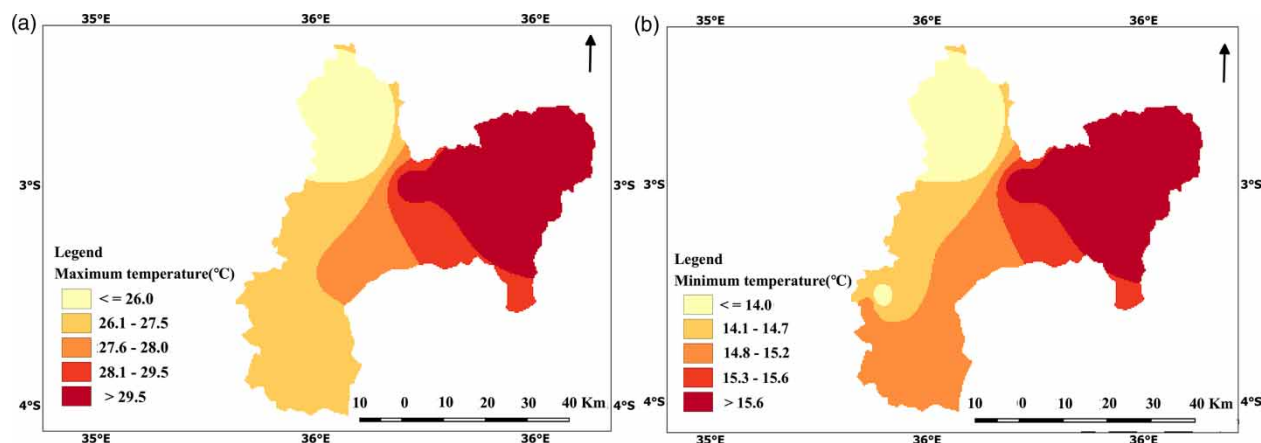 (a)
35°E 36°E 36°E
3°S 3°S
Legend
Maximum temperature(°C)
< = 26.0
26.1 - 27.5
27.6 - 28.0
28.1 - 29.5
> 29.5
4°S 4°S
10 0 10 20 30 40 Km
35°E 36°E 36°E
(b)
35°E 36°E 36°E
3°S 3°S
Legend
Minimum temperature(°C)
< = 14.0
14.1 - 14.7
14.8 - 15.2
15.3 - 15.6
> 15.6
4°S 4°S
10 0 10 20 30 40 Km
35°E 36°E 36°E